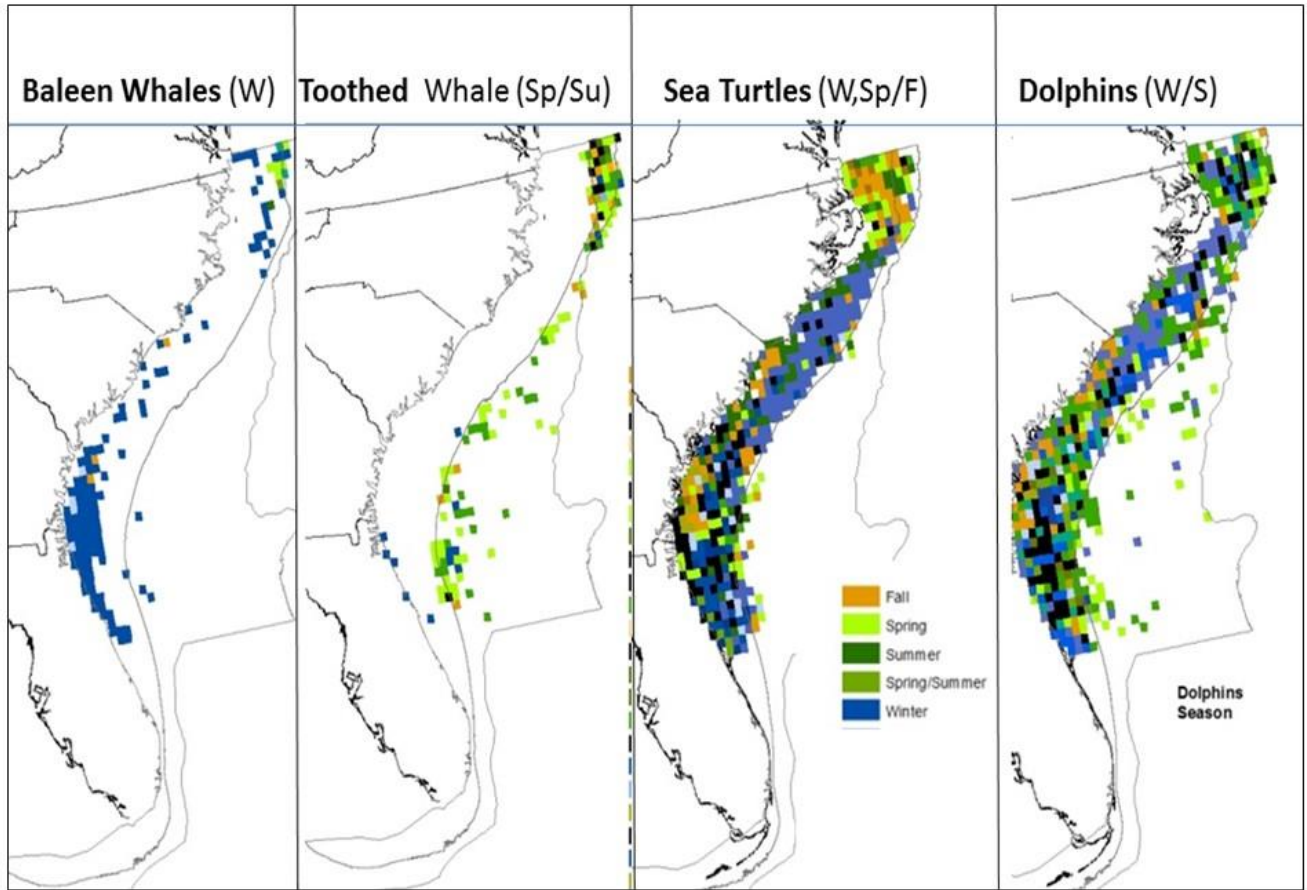 Baleen Whales (W)
Toothed Whale (Sp/Su)
Sea Turtles (W,Sp/F)
Dolphins (W/S)
Fall
Spring
Summer
Spring/Summer
Winter
Dolphins
Season